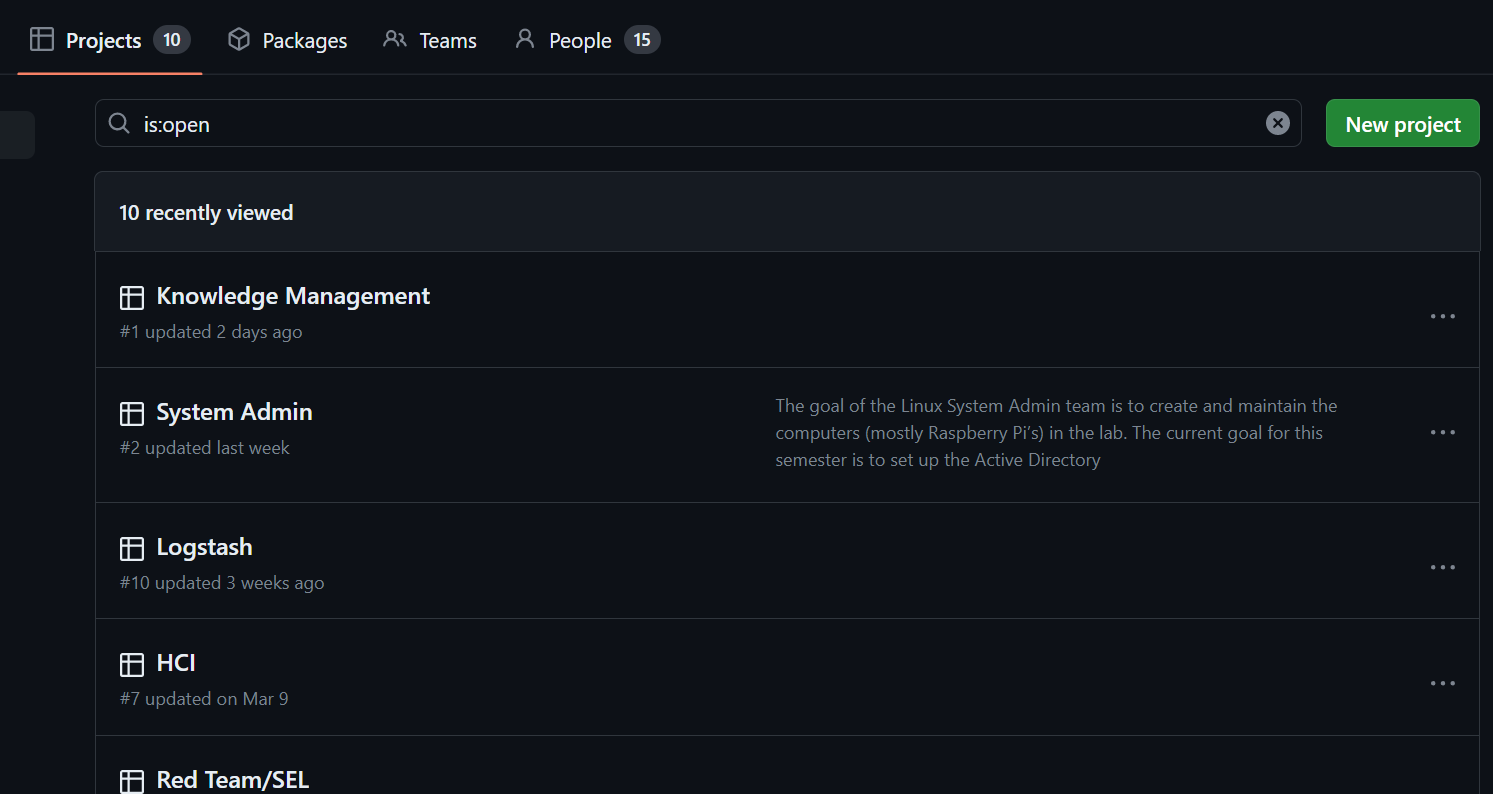 Projects 10 Packages Teams People 15
is:open
New project
10 recently viewed
Knowledge Management
#1 updated 2 days ago
System Admin
#2 updated last week
The goal of the Linux System Admin team is to create and maintain the
computers (mostly Raspberry Pi’s) in the lab. The current goal for this
semester is to set up the Active Directory
Logstash
#10 updated 3 weeks ago
HCI
#7 updated on Mar 9
Red Team/SEL